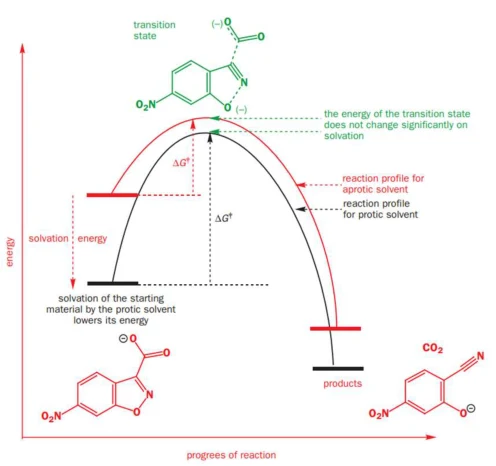 transition
state
(–)O
O
N
O₂N
O
(–)
the energy of the transition state
does not change significantly on
solvation
ΔG‡
reaction profile for
aprotic solvent
reaction profile
for protic solvent
ΔG‡
solvation energy
energy
solvation of the starting
material by the protic solvent
lowers its energy
products
⊖O
O
N
O
O₂N
CO₂
N
O₂N
O⊖
progrees of reaction